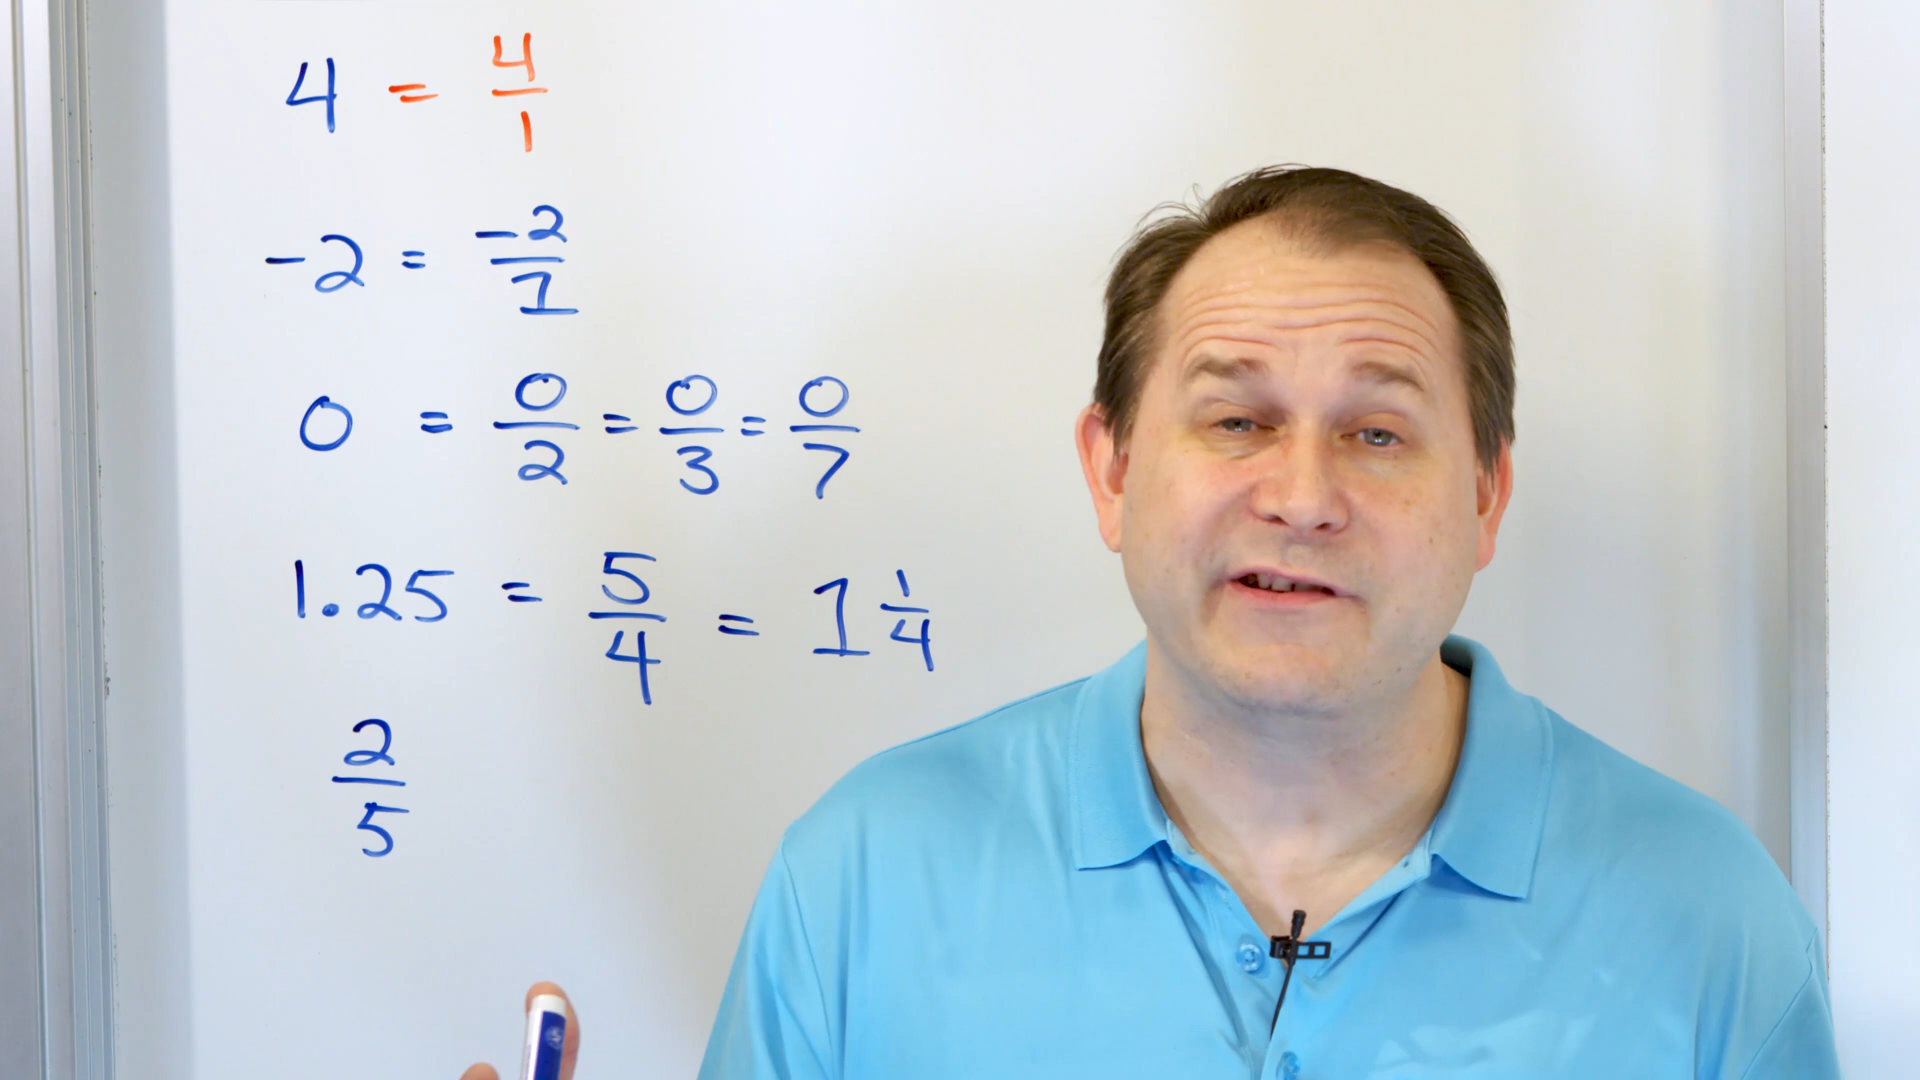 4 = 4/1
-2 = -2/1
0 = 0/2 = 0/3 = 0/7
1.25 = 5/4 = 1 1/4
2/5